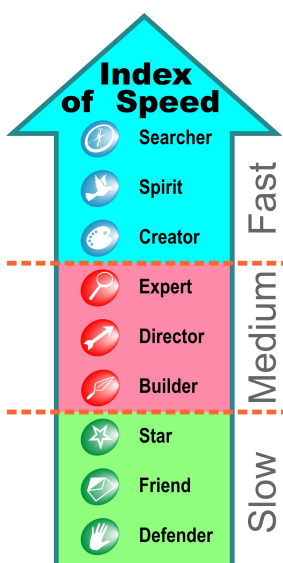 Index
of Speed
Searcher
Spirit
Creator
Fast
Expert
Director
Builder
Medium
Star
Friend
Defender
Slow